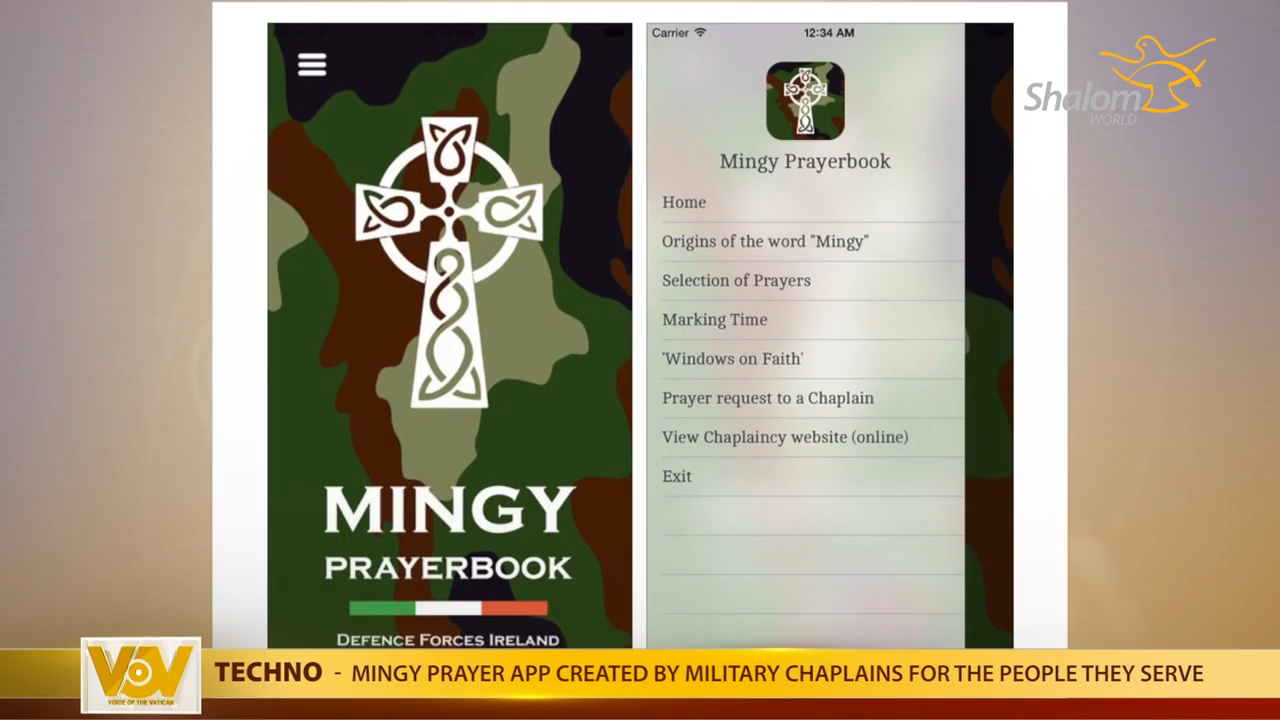 Carrier
12:34 AM
Shalom
WORLD
Mingy Prayerbook
Home
Origins of the word "Mingy"
Selection of Prayers
Marking Time
'Windows on Faith'
Prayer request to a Chaplain
View Chaplaincy website (online)
Exit
MINGY
PRAYERBOOK
DEFENCE FORCES IRELAND
VOV
VOICE OF THE VATICAN
TECHNO - MINGY PRAYER APP CREATED BY MILITARY CHAPLAINS FOR THE PEOPLE THEY SERVE